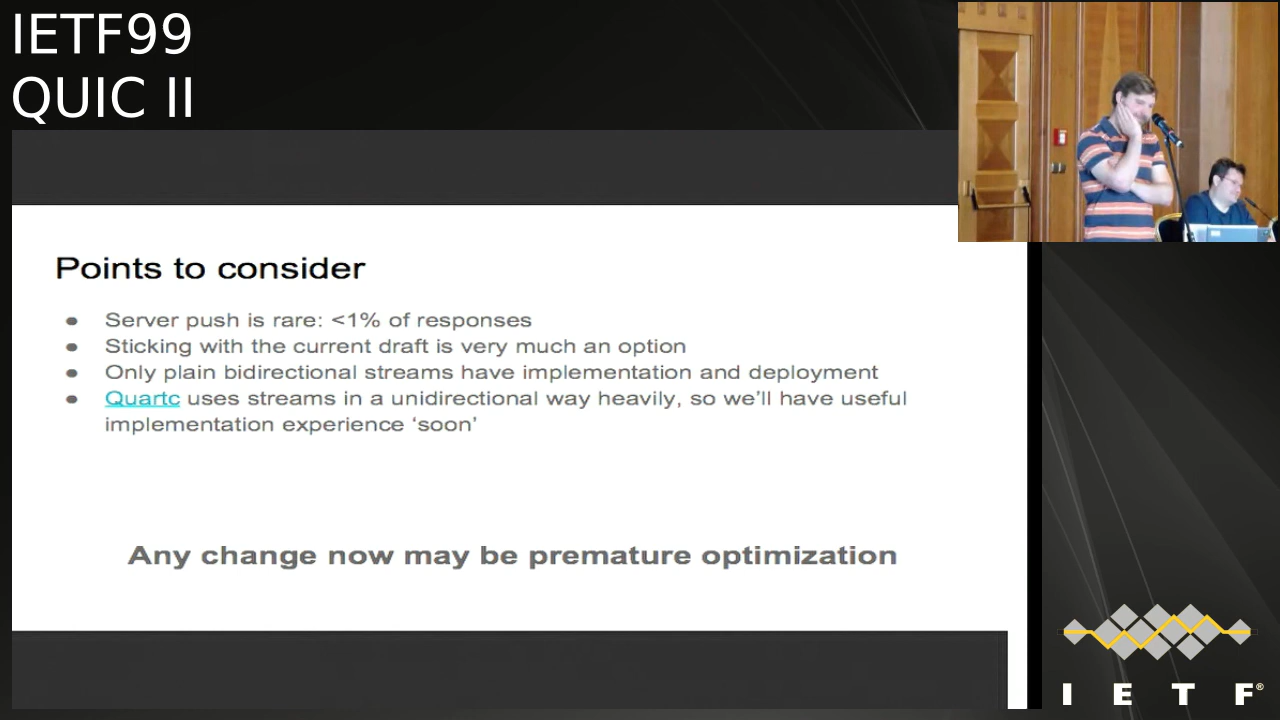 IETF99
QUIC II
Points to consider
● Server push is rare: <1% of responses
● Sticking with the current draft is very much an option
● Only plain bidirectional streams have implementation and deployment
● Quartc uses streams in a unidirectional way heavily, so we'll have useful
implementation experience ‘soon’
Any change now may be premature optimization
I E T F®